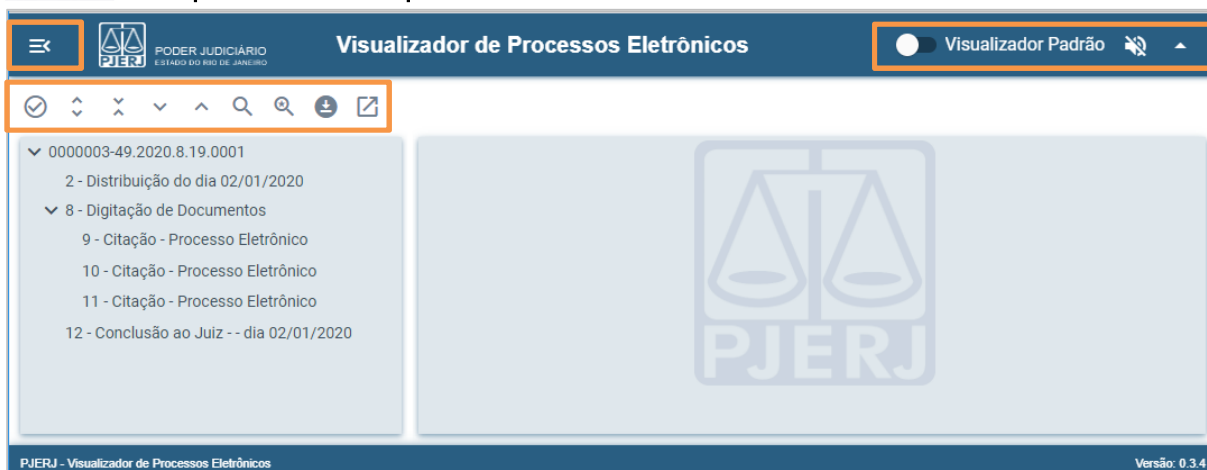 PJERJ
PODER JUDICIÁRIO
ESTADO DO RIO DE JANEIRO
Visualizador de Processos Eletrônicos
Visualizador Padrão
0000003-49.2020.8.19.0001
2 - Distribuição do dia 02/01/2020
8 - Digitação de Documentos
9 - Citação - Processo Eletrônico
10 - Citação - Processo Eletrônico
11 - Citação - Processo Eletrônico
12 - Conclusão ao Juiz - - dia 02/01/2020
PJERJ
PJERJ - Visualizador de Processos Eletrônicos
Versão: 0.3.4